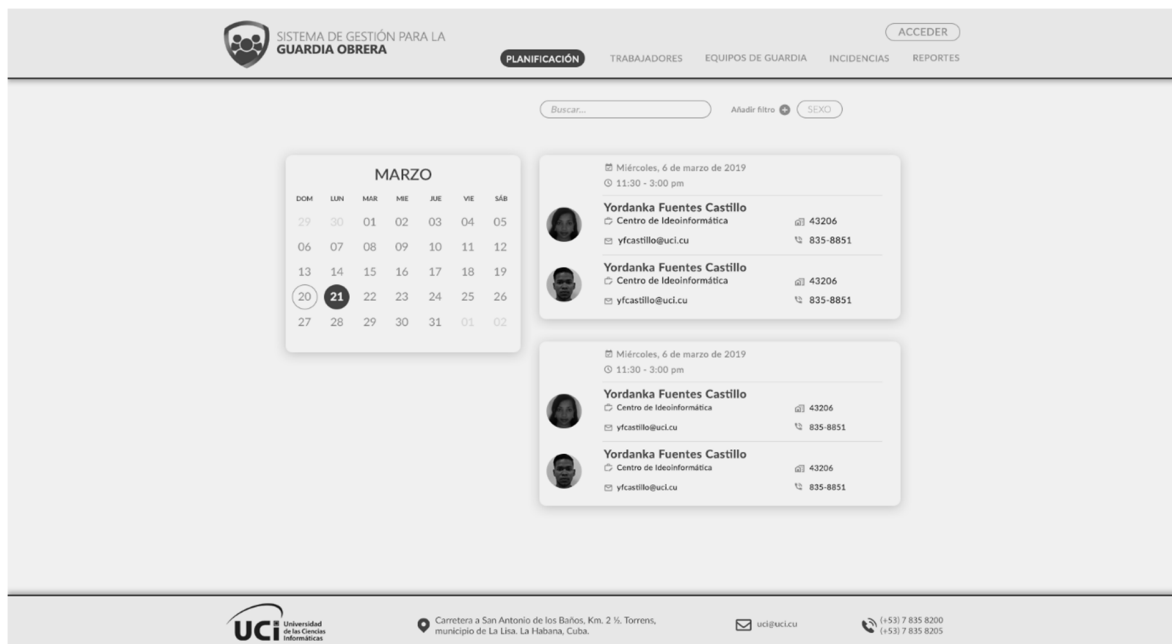 SISTEMA DE GESTIÓN PARA LA
GUARDIA OBRERA
ACCEDER
PLANIFICACIÓN TRABAJADORES EQUIPOS DE GUARDIA INCIDENCIAS REPORTES
Buscar... Añadir filtro SEXO
MARZO
DOM LUN MAR MIE JUE VIE SÁB
29 30 01 02 03 04 05
06 07 08 09 10 11 12
13 14 15 16 17 18 19
20 21 22 23 24 25 26
27 28 29 30 31 01 02
Miércoles, 6 de marzo de 2019
11:30 - 3:00 pm
Yordanka Fuentes Castillo
Centro de Ideoinformática 43206
yfcastillo@uci.cu 835-8851
Yordanka Fuentes Castillo
Centro de Ideoinformática 43206
yfcastillo@uci.cu 835-8851
Miércoles, 6 de marzo de 2019
11:30 - 3:00 pm
Yordanka Fuentes Castillo
Centro de Ideoinformática 43206
yfcastillo@uci.cu 835-8851
Yordanka Fuentes Castillo
Centro de Ideoinformática 43206
yfcastillo@uci.cu 835-8851
UCi Universidad
de las Ciencias
Informáticas
Carretera a San Antonio de los Baños, Km. 2 ½. Torrens,
municipio de La Lisa. La Habana, Cuba.
uci@uci.cu
(+53) 7 835 8200
(+53) 7 835 8205